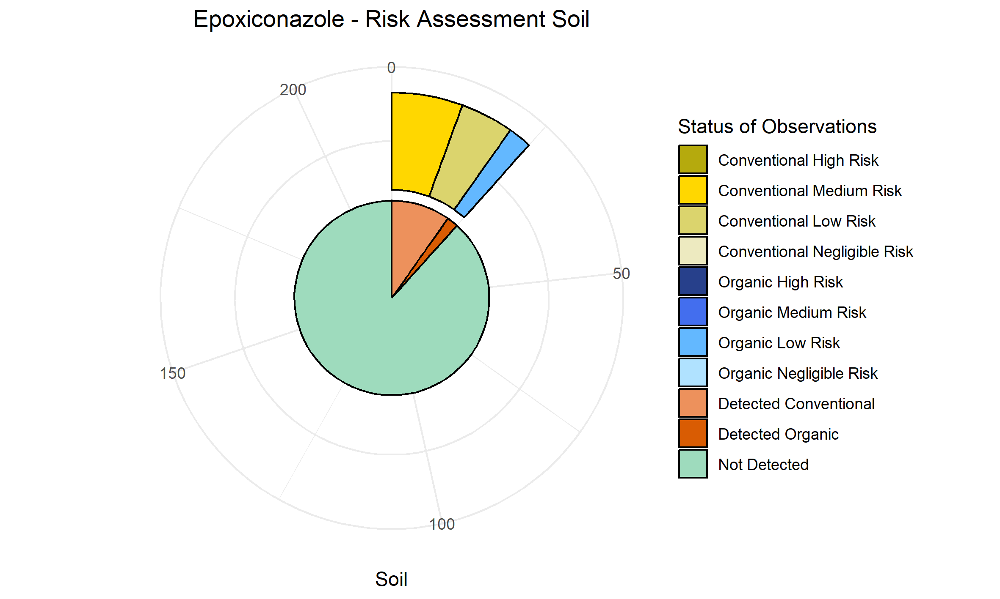 Epoxiconazole - Risk Assessment Soil
0
200
50
150
100
Soil
Status of Observations
Conventional High Risk
Conventional Medium Risk
Conventional Low Risk
Conventional Negligible Risk
Organic High Risk
Organic Medium Risk
Organic Low Risk
Organic Negligible Risk
Detected Conventional
Detected Organic
Not Detected